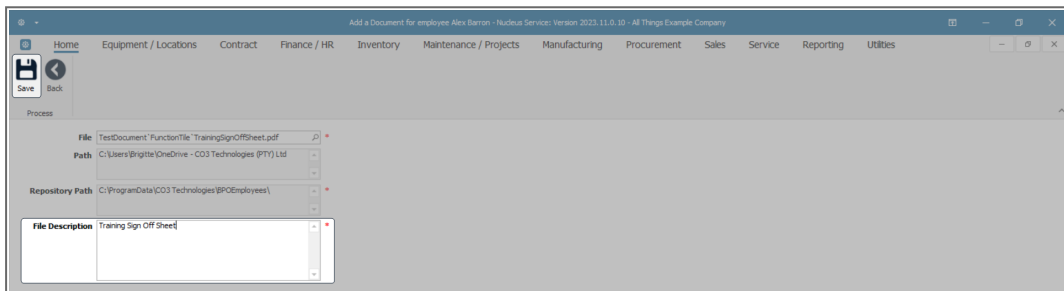 Add a Document for employee Alex Barron - Nucleus Service: Version 2023.11.0.10 - All Things Example Company
Home Equipment / Locations Contract Finance / HR Inventory Maintenance / Projects Manufacturing Procurement Sales Service Reporting Utilities
Save Back
Process
File TestDocument`FunctionTile`TrainingSignOffSheet.pdf *
Path C:\Users\Brigitte\OneDrive - CO3 Technologies (PTY) Ltd
Repository Path C:\ProgramData\CO3 Technologies\BPOEmployees\ *
File Description Training Sign Off Sheet *